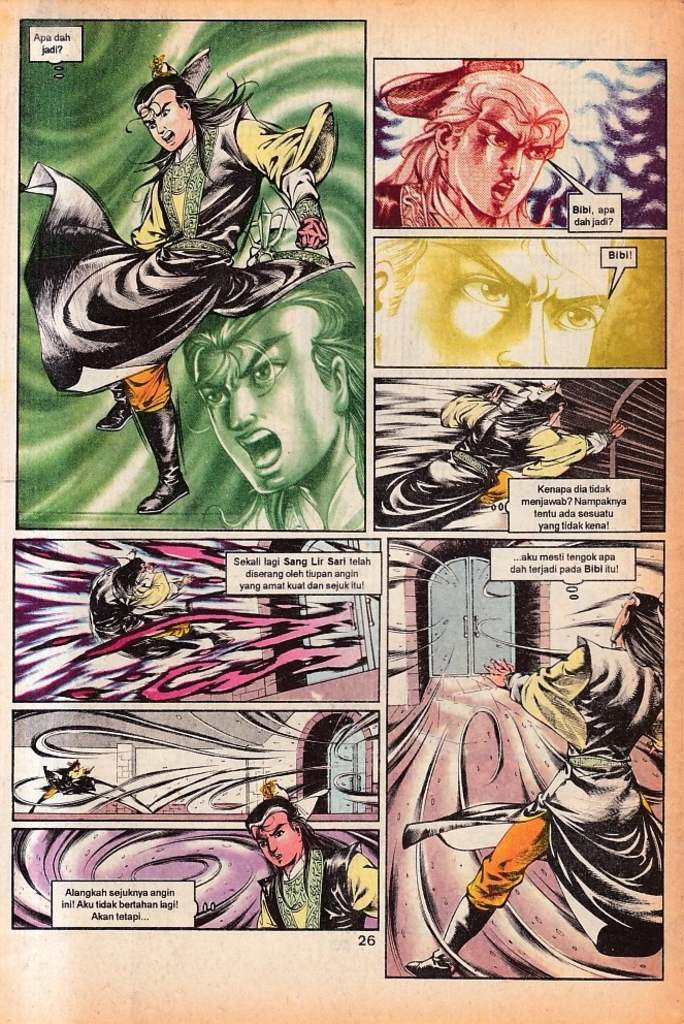 Apa dah
jadi?
Bibi, apa
dah jadi?
Bibi!
Kenapa dia tidak
menjawab? Nampaknya
tentu ada sesuatu
yang tidak kena!
Sekali lagi Sang Lir Sari telah
diserang oleh tiupan angin
yang amat kuat dan sejuk itu!
Alangkah sejuknya angin
ini! Aku tidak bertahan lagi!
Akan tetapi...
...aku mesti tengok apa
dah terjadi pada Bibi itu!
26